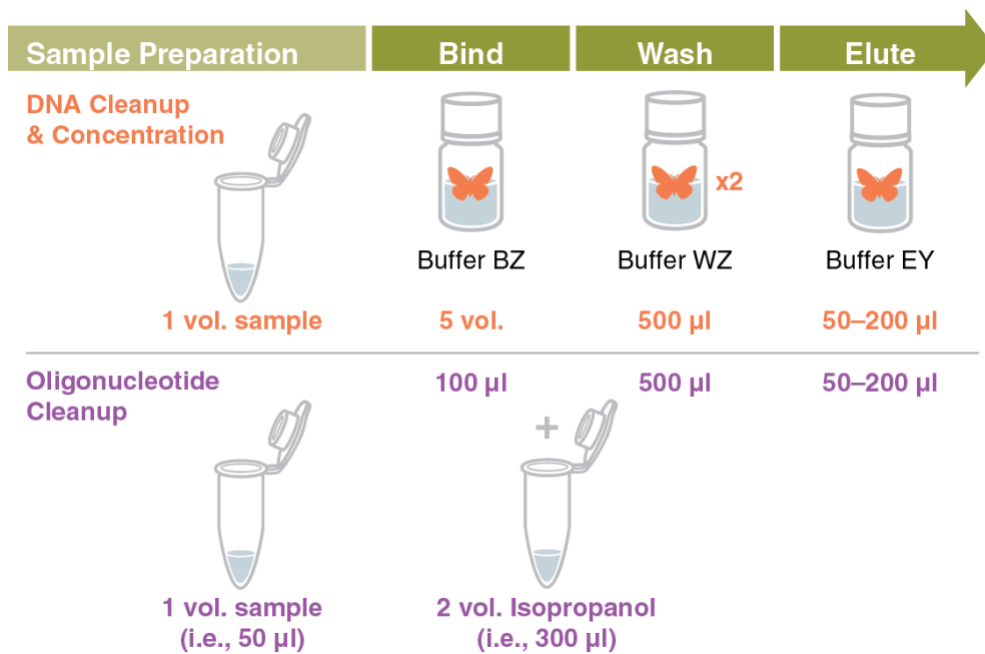 Sample Preparation
Bind
Wash
Elute
DNA Cleanup
& Concentration
x2
Buffer BZ
Buffer WZ
Buffer EY
1 vol. sample
5 vol.
500 µl
50–200 µl
Oligonucleotide
Cleanup
100 µl
500 µl
50–200 µl
+
1 vol. sample
(i.e., 50 µl)
2 vol. Isopropanol
(i.e., 300 µl)